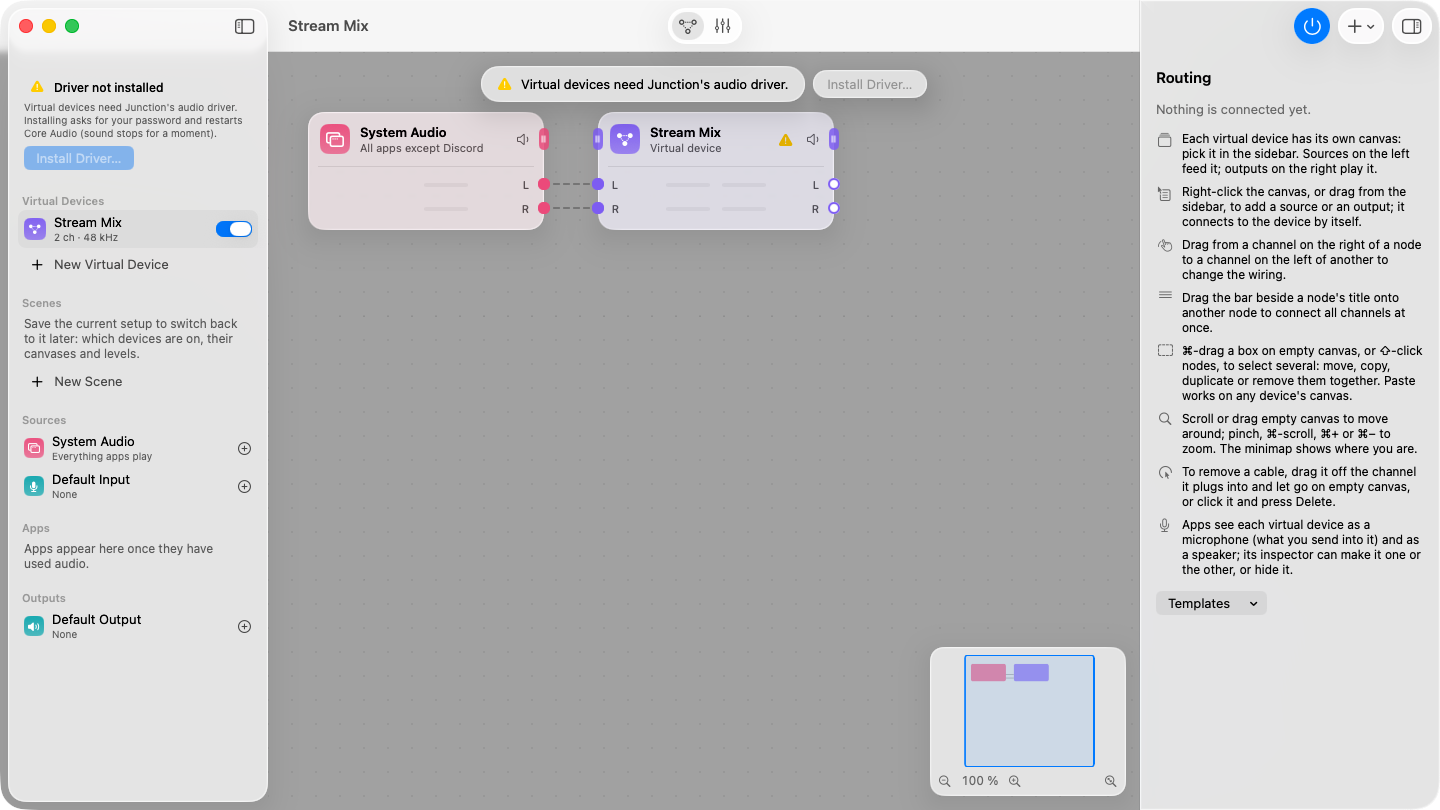 Stream Mix
Driver not installed
Virtual devices need Junction's audio driver.
Installing asks for your password and restarts
Core Audio (sound stops for a moment).
Install Driver...
Virtual Devices
Stream Mix
2 ch · 48 kHz
New Virtual Device
Scenes
Save the current setup to switch back
to it later: which devices are on, their
canvases and levels.
New Scene
Sources
System Audio
Everything apps play
Default Input
None
Apps
Apps appear here once they have
used audio.
Outputs
Default Output
None
Virtual devices need Junction's audio driver.
Install Driver...
System Audio
All apps except Discord
L
R
Stream Mix
Virtual device
L
L
R
R
100 %
Routing
Nothing is connected yet.
Each virtual device has its own canvas:
pick it in the sidebar. Sources on the left
feed it; outputs on the right play it.
Right-click the canvas, or drag from the
sidebar, to add a source or an output; it
connects to the device by itself.
Drag from a channel on the right of a node
to a channel on the left of another to
change the wiring.
Drag the bar beside a node's title onto
another node to connect all channels at
once.
⌘-drag a box on empty canvas, or ⇧-click
nodes, to select several: move, copy,
duplicate or remove them together. Paste
works on any device's canvas.
Scroll or drag empty canvas to move
around; pinch, ⌘-scroll, ⌘+ or ⌘− to
zoom. The minimap shows where you are.
To remove a cable, drag it off the channel
it plugs into and let go on empty canvas,
or click it and press Delete.
Apps see each virtual device as a
microphone (what you send into it) and as
a speaker; its inspector can make it one or
the other, or hide it.
Templates